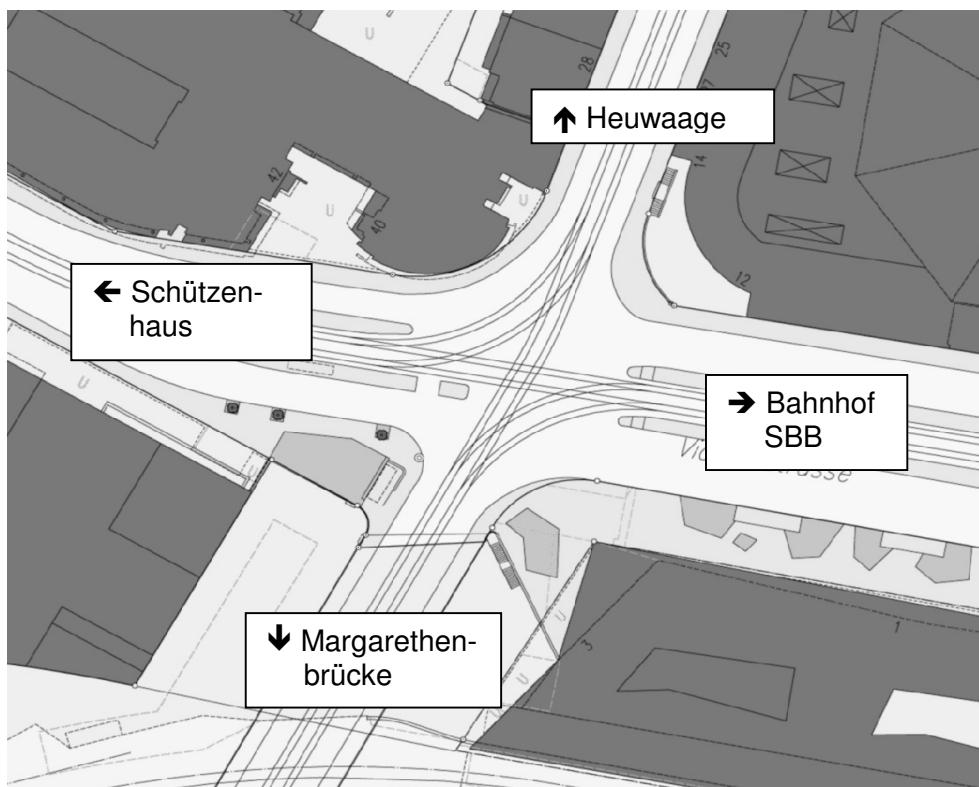 U
28
25
↑ Heuwaage
14
42
U
U
40
12
← Schützen-
haus
→ Bahnhof
SBB
U
U
3
1
↓ Margarethen-
brücke
U